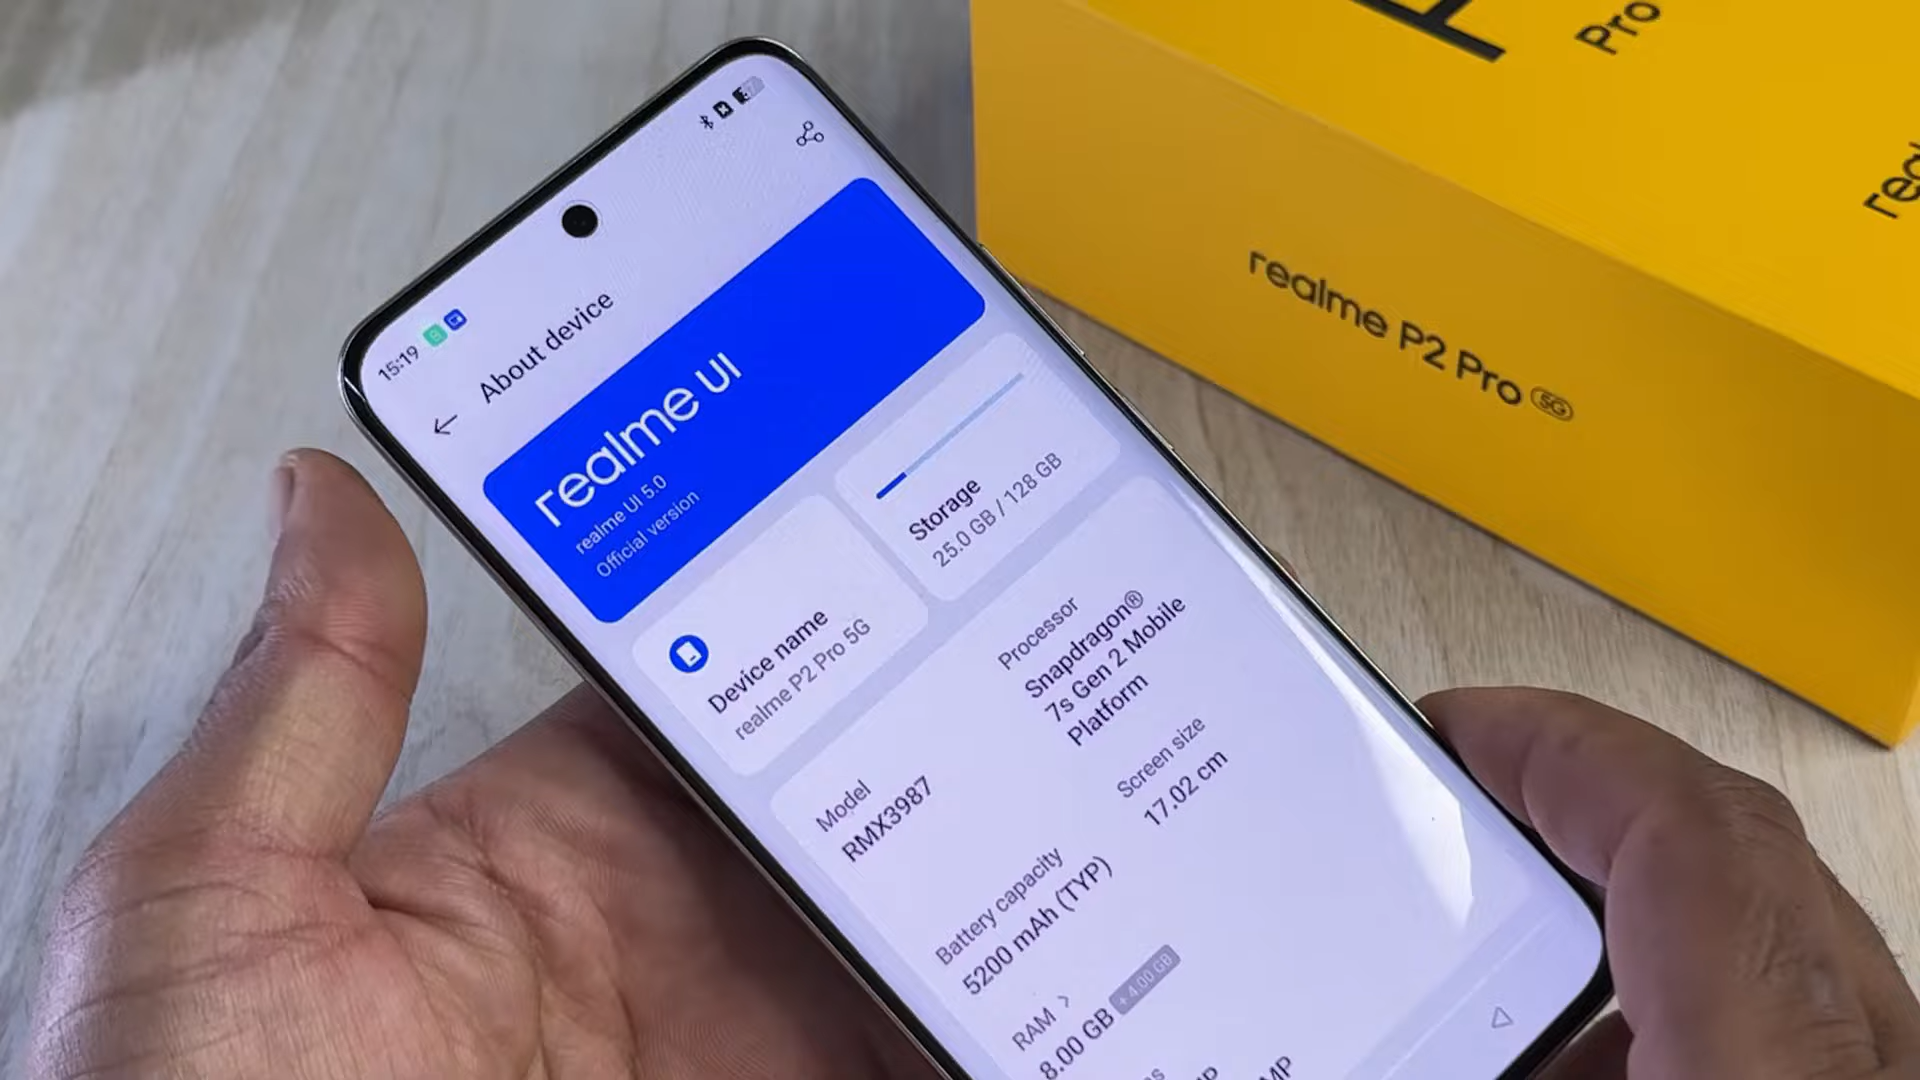 Pro
real
realme P2 Pro 5G
15:19
About device
realme UI
realme UI 5.0
Official version
Storage
25.0 GB / 128 GB
Device name
realme P2 Pro 5G
Processor
Snapdragon®
7s Gen 2 Mobile
Platform
Model
RMX3987
Screen size
17.02 cm
Battery capacity
5200 mAh (TYP)
RAM >
8.00 GB + 4.00 GB